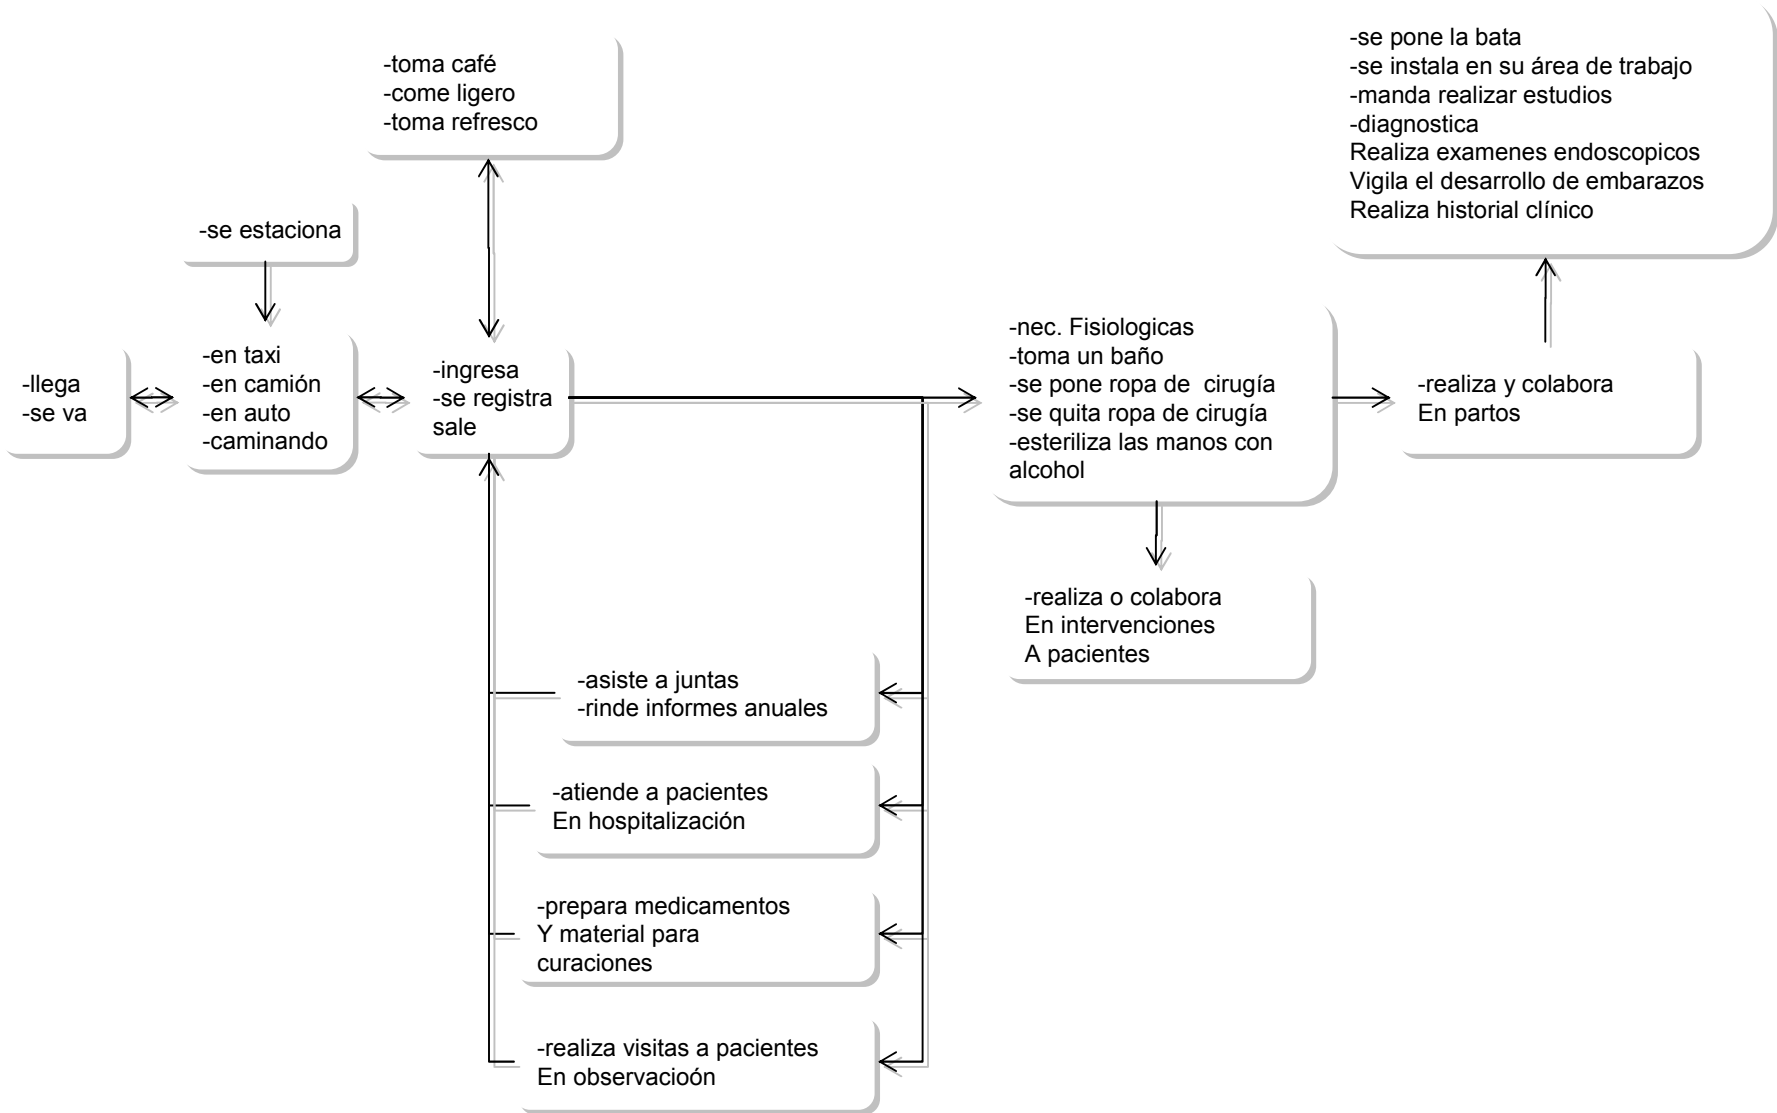 -toma café
-come ligero
-toma refresco
-se pone la bata
-se instala en su área de trabajo
-manda realizar estudios
-diagnostica
Realiza examenes endoscopicos
Vigila el desarrollo de embarazos
Realiza historial clínico
-se estaciona
-llega
-se va
-en taxi
-en camión
-en auto
-caminando
-ingresa
-se registra
sale
-nec. Fisiologicas
-toma un baño
-se pone ropa de  cirugía
-se quita ropa de cirugía
-esteriliza las manos con
alcohol
-realiza y colabora
En partos
-realiza o colabora
En intervenciones
A pacientes
-asiste a juntas
-rinde informes anuales
-atiende a pacientes
En hospitalización
-prepara medicamentos
Y material para
curaciones
-realiza visitas a pacientes
En observacioón